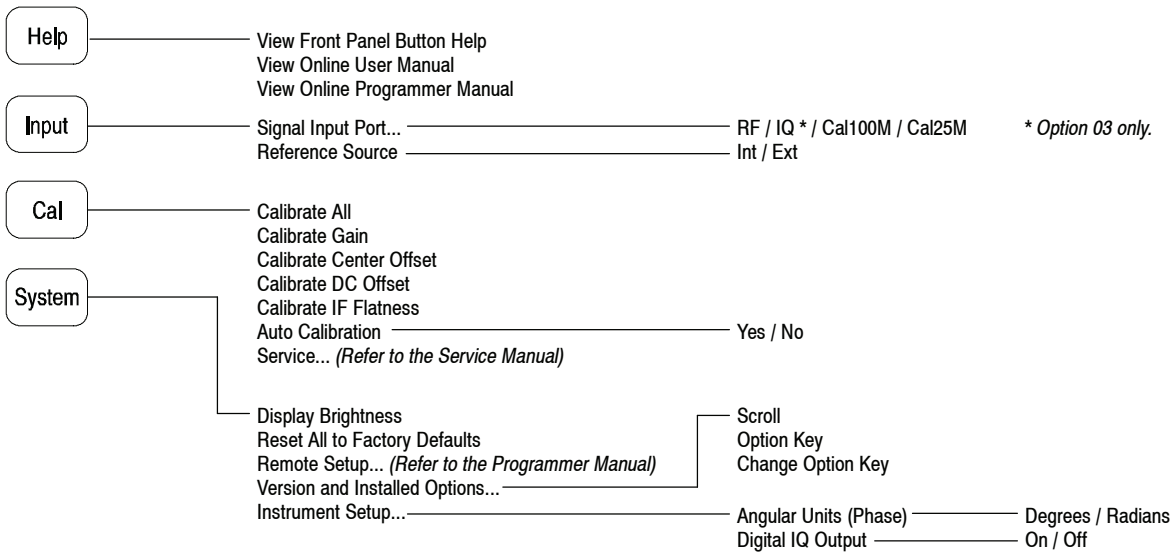 Help
View Front Panel Button Help
View Online User Manual
View Online Programmer Manual
Input
Signal Input Port... RF / IQ * / Cal100M / Cal25M * Option 03 only.
Reference Source Int / Ext
Cal
Calibrate All
Calibrate Gain
Calibrate Center Offset
Calibrate DC Offset
Calibrate IF Flatness
Auto Calibration Yes / No
Service... (Refer to the Service Manual)
System
Display Brightness
Reset All to Factory Defaults
Remote Setup... (Refer to the Programmer Manual)
Version and Installed Options...
Scroll
Option Key
Change Option Key
Instrument Setup...
Angular Units (Phase) Degrees / Radians
Digital IQ Output On / Off